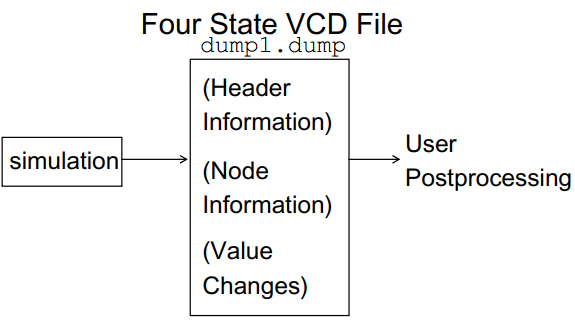 Four State VCD File
dump1.dump
(Header
Information)
simulation
(Node
Information)
(Value
Changes)
User
Postprocessing